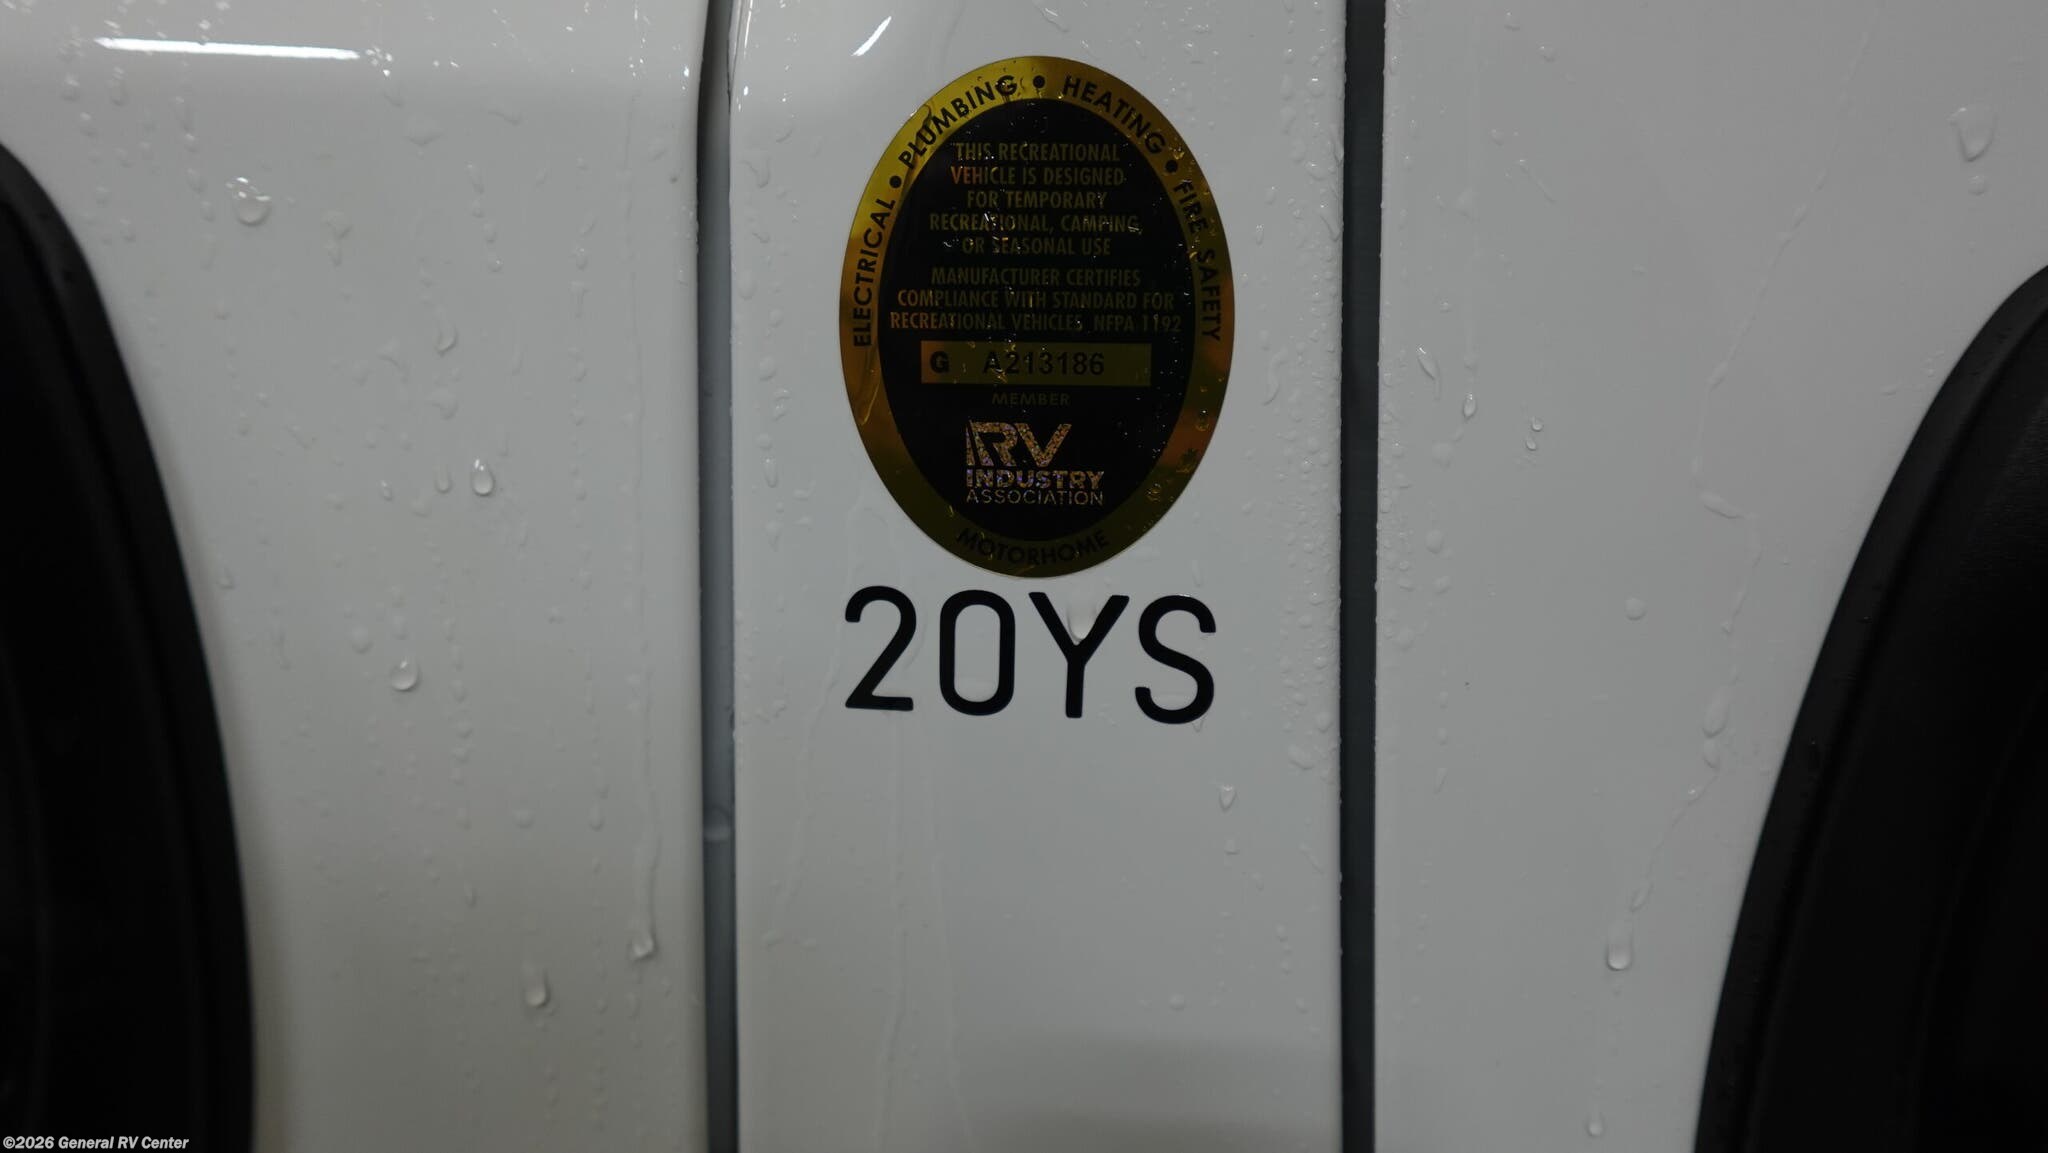 ELECTRICAL • PLUMBING • HEATING • FIRE SAFETY
THIS RECREATIONAL
VEHICLE IS DESIGNED
FOR TEMPORARY
RECREATIONAL, CAMPING,
OR SEASONAL USE
MANUFACTURER CERTIFIES
COMPLIANCE WITH STANDARD FOR
RECREATIONAL VEHICLES, NFPA 1192
G A213186
MEMBER
RV
INDUSTRY
ASSOCIATION
MOTORHOME
20YS
©2026 General RV Center